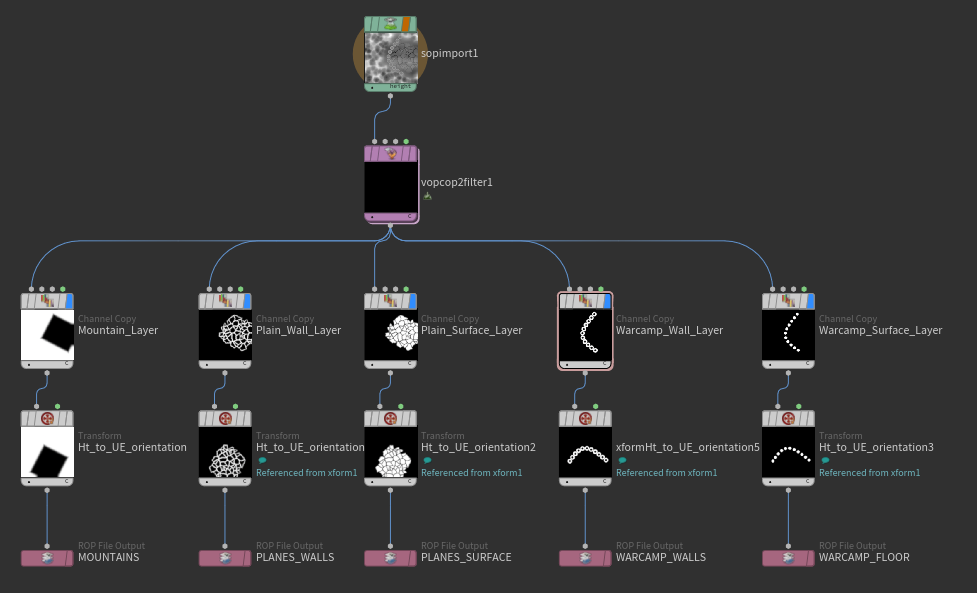 sopimport1
height
vopcop2filter1
C
Channel Copy
Mountain_Layer
C
Channel Copy
Plain_Wall_Layer
C
Channel Copy
Plain_Surface_Layer
C
Channel Copy
Warcamp_Wall_Layer
C
Channel Copy
Warcamp_Surface_Layer
C
Transform
Ht_to_UE_orientation
C
Transform
Ht_to_UE_orientation
Referenced from xform1
C
Transform
Ht_to_UE_orientation2
Referenced from xform1
C
Transform
xformHt_to_UE_orientation5
Referenced from xform1
C
Transform
Ht_to_UE_orientation3
Referenced from xform1
C
ROP File Output
MOUNTAINS
ROP File Output
PLANES_WALLS
ROP File Output
PLANES_SURFACE
ROP File Output
WARCAMP_WALLS
ROP File Output
WARCAMP_FLOOR